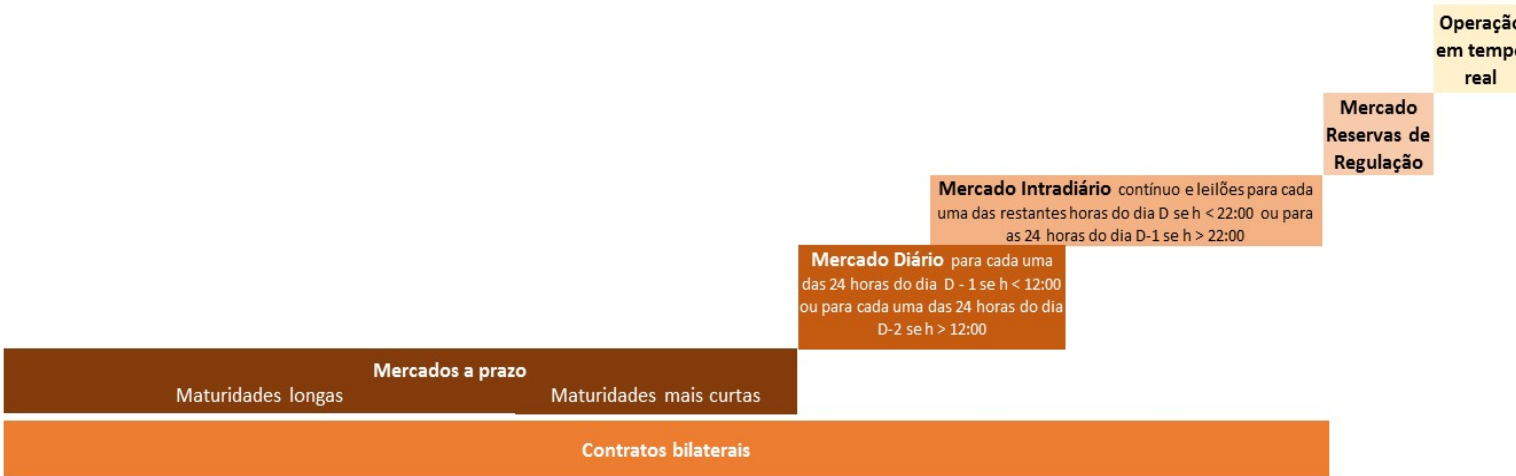 Operação
em tempo
real
Mercado
Reservas de
Regulação
Mercado Intradiário contínuo e leilões para cada
uma das restantes horas do dia D se h < 22:00 ou para
as 24 horas do dia D-1 se h > 22:00
Mercado Diário para cada uma
das 24 horas do dia D - 1 se h < 12:00
ou para cada uma das 24 horas do dia
D-2 se h > 12:00
Mercados a prazo
Maturidades longas
Maturidades mais curtas
Contratos bilaterais